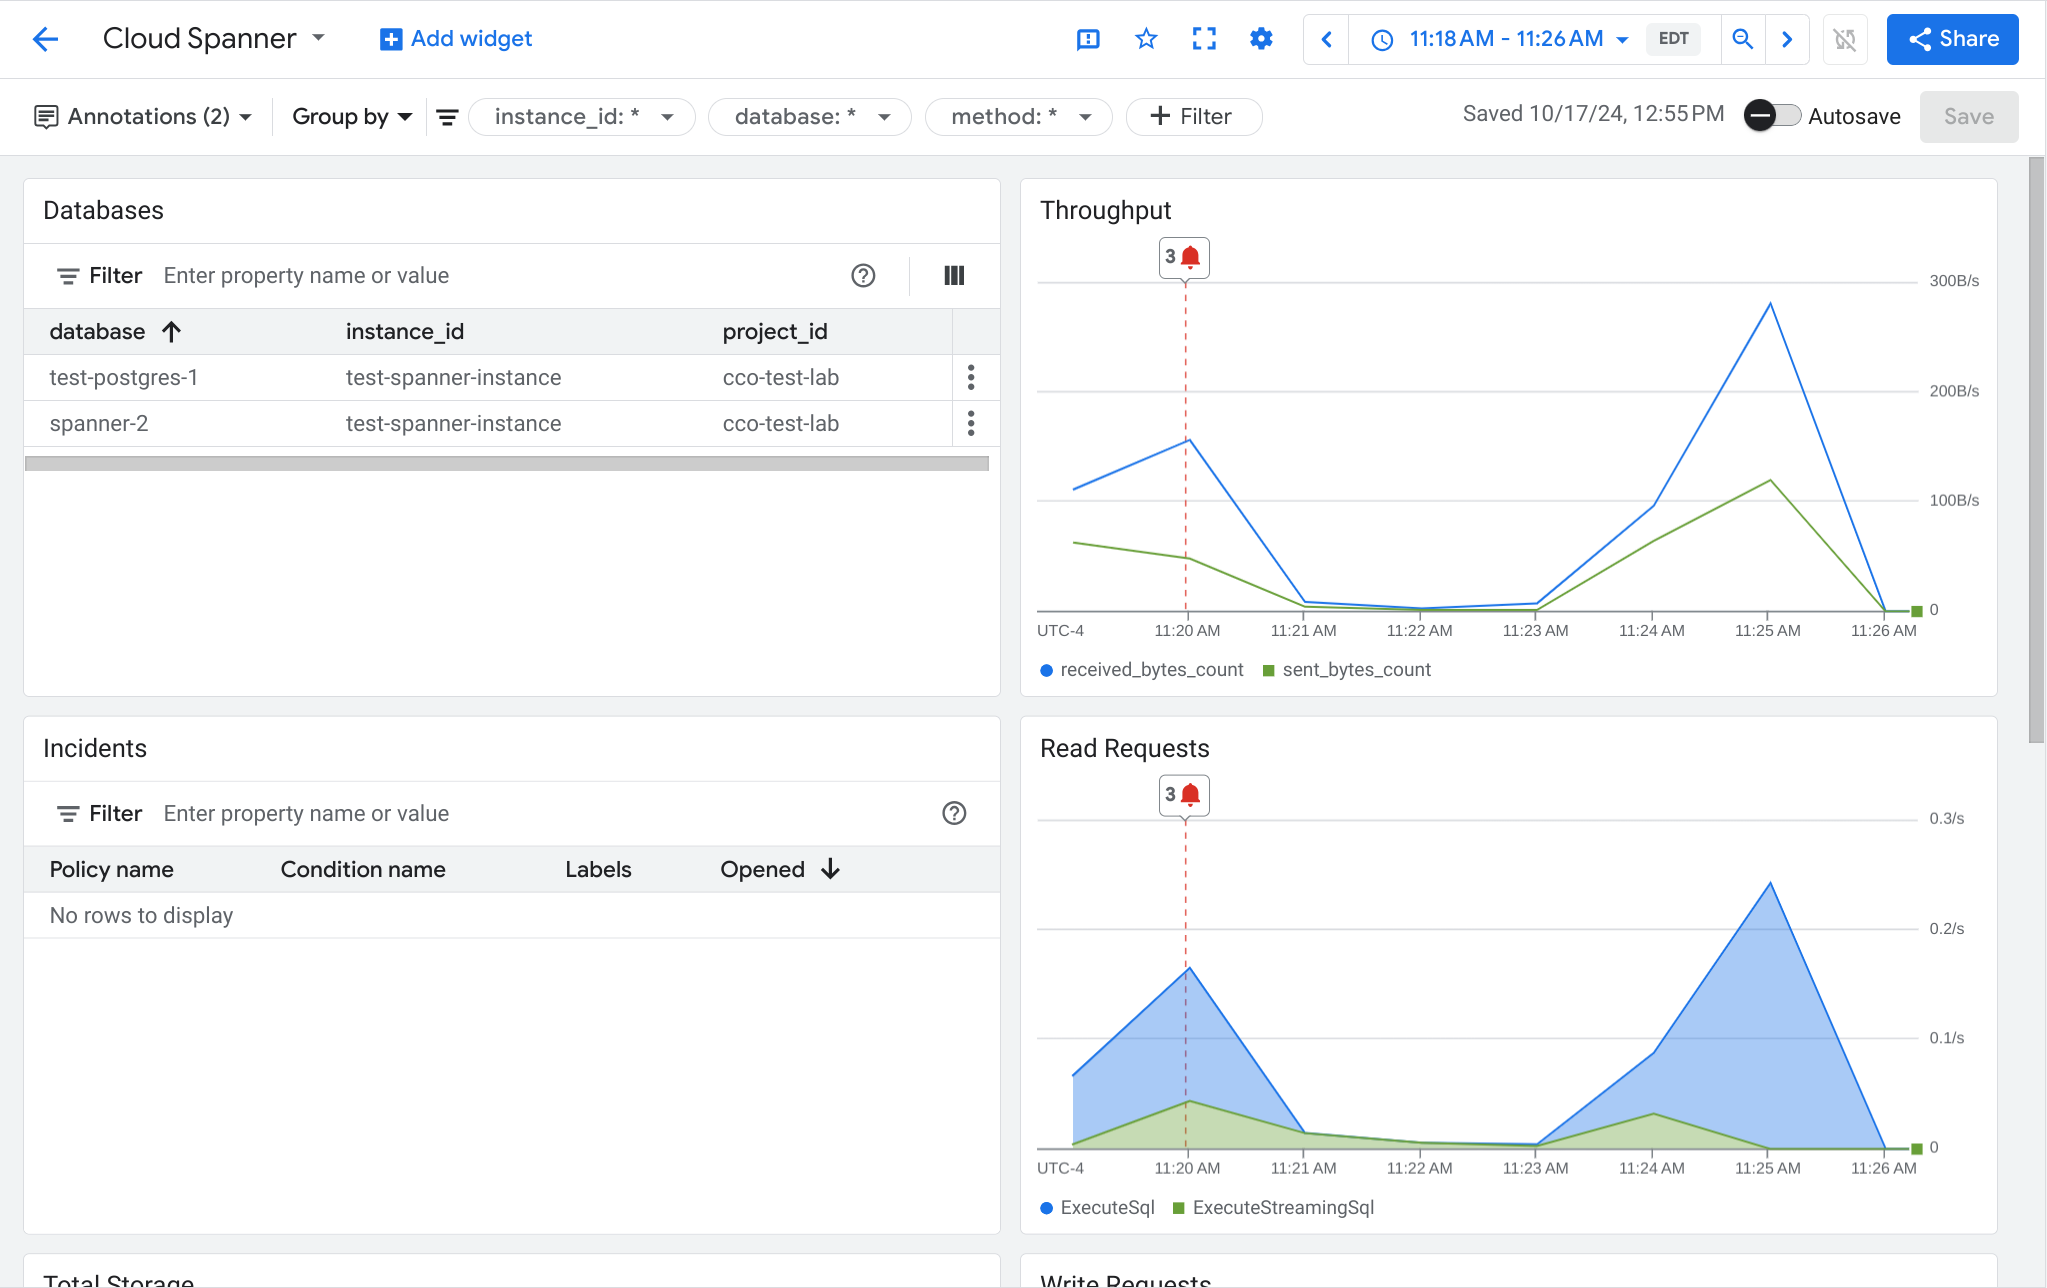 Cloud Spanner
Add widget
11:18 AM - 11:26 AM
EDT
Share
Annotations (2)
Group by
instance_id: *
database: *
method: *
Filter
Saved 10/17/24, 12:55 PM
Autosave
Save
Databases
Filter Enter property name or value
database instance_id project_id
test-postgres-1 test-spanner-instance cco-test-lab
spanner-2 test-spanner-instance cco-test-lab
Throughput
3
300B/s
200B/s
100B/s
0
UTC-4 11:20 AM 11:21 AM 11:22 AM 11:23 AM 11:24 AM 11:25 AM 11:26 AM
received_bytes_count sent_bytes_count
Incidents
Filter Enter property name or value
Policy name Condition name Labels Opened
No rows to display
Read Requests
3
0.3/s
0.2/s
0.1/s
0
UTC-4 11:20 AM 11:21 AM 11:22 AM 11:23 AM 11:24 AM 11:25 AM 11:26 AM
ExecuteSql ExecuteStreamingSql
Total Storage
Write Requests